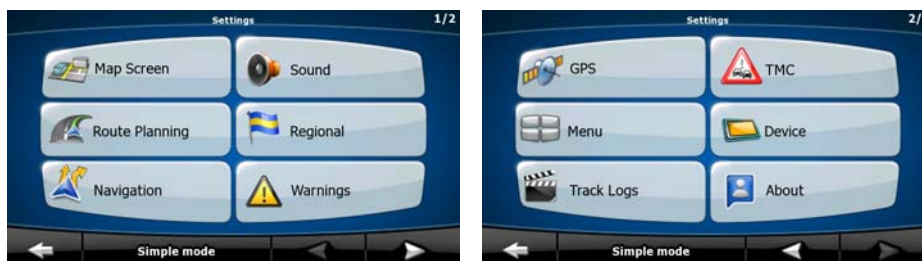 Settings 1/2
Map Screen
Sound
Route Planning
Regional
Navigation
Warnings
Simple mode
Settings 2/
GPS
TMC
Menu
Device
Track Logs
About
Simple mode